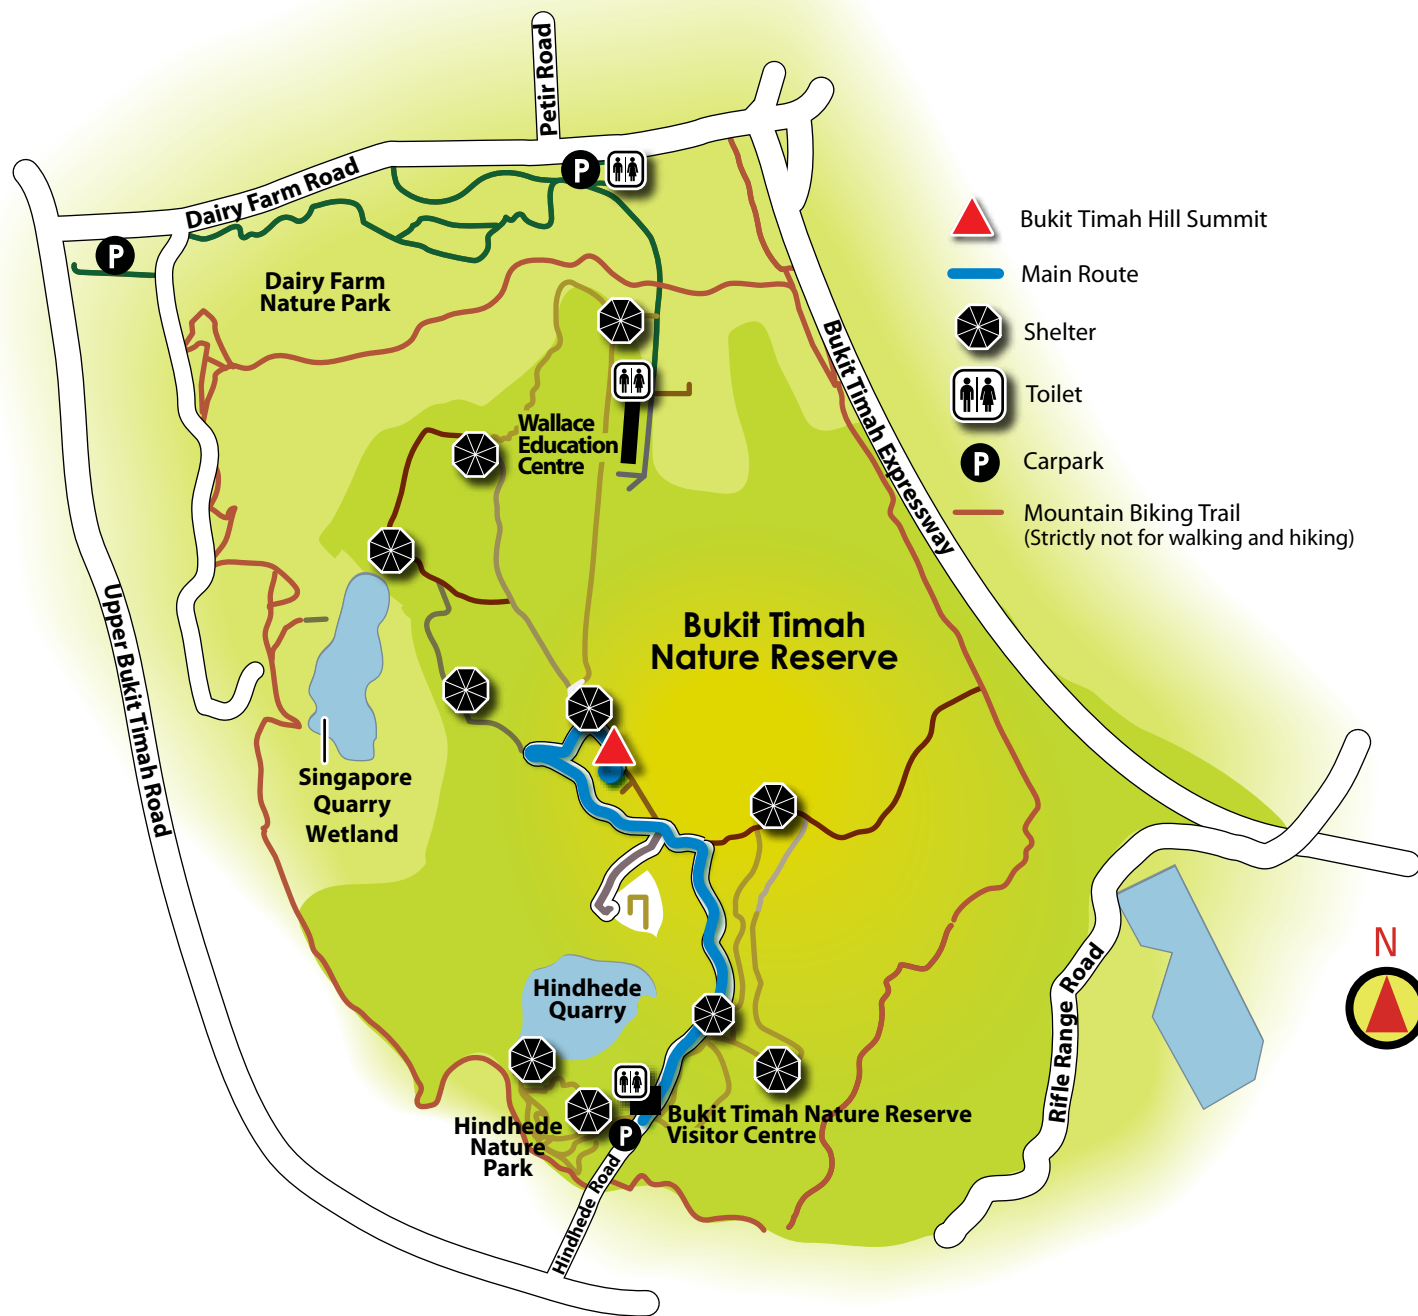 Petir Road
Dairy Farm Road
P
P
Dairy Farm
Nature Park
Bukit Timah Hill Summit
Main Route
Shelter
Toilet
P
Carpark
Mountain Biking Trail
(Strictly not for walking and hiking)
Bukit Timah Expressway
Wallace
Education
Centre
Upper Bukit Timah Road
Bukit Timah
Nature Reserve
Singapore
Quarry
Wetland
Hindhede
Quarry
N
Rifle Range Road
Bukit Timah Nature Reserve
Visitor Centre
Hindhede
Nature
Park
P
Hindhede Road